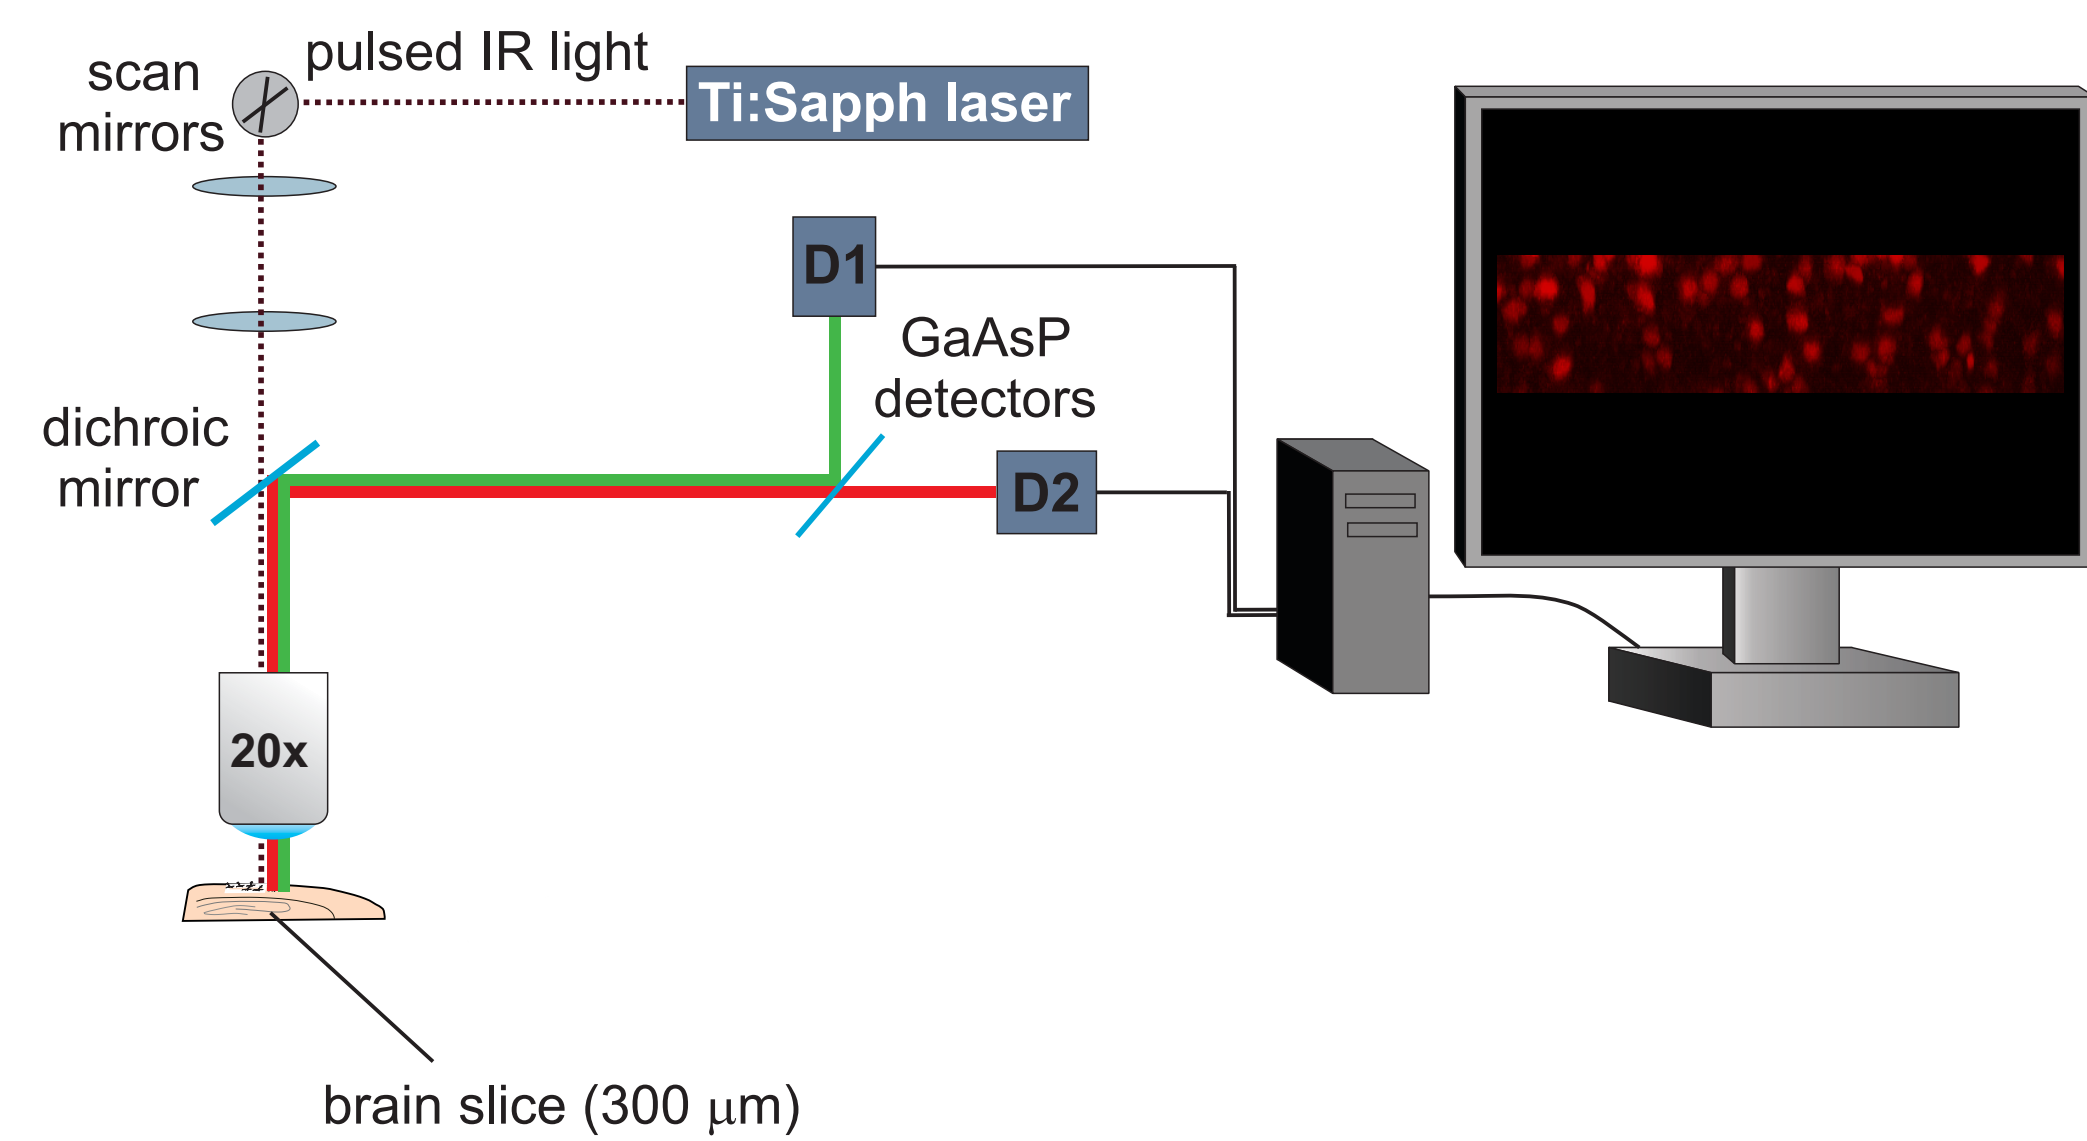 scan
mirrors
pulsed IR light
Ti:Sapph laser
D1
GaAsP
detectors
dichroic
mirror
D2
20x
brain slice (300 μm)